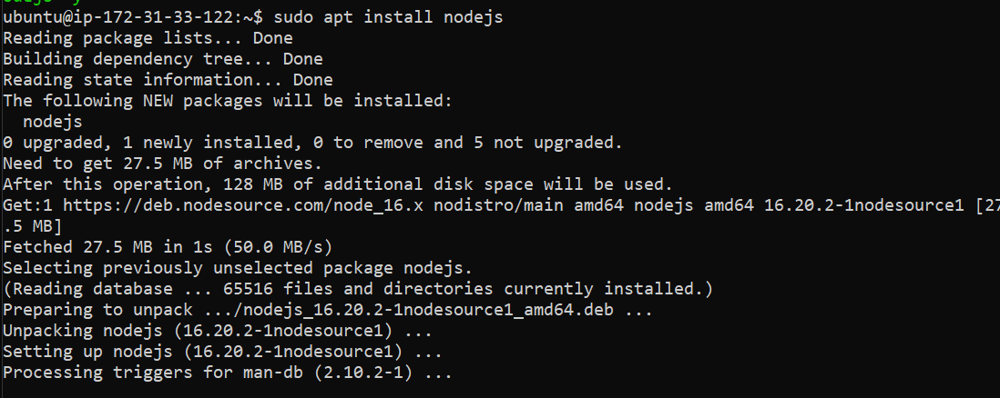 ubuntu@ip-172-31-33-122:~$ sudo apt install nodejs
Reading package lists... Done
Building dependency tree... Done
Reading state information... Done
The following NEW packages will be installed:
  nodejs
0 upgraded, 1 newly installed, 0 to remove and 5 not upgraded.
Need to get 27.5 MB of archives.
After this operation, 128 MB of additional disk space will be used.
Get:1 https://deb.nodesource.com/node_16.x nodistro/main amd64 nodejs amd64 16.20.2-1nodesource1 [27
.5 MB]
Fetched 27.5 MB in 1s (50.0 MB/s)
Selecting previously unselected package nodejs.
(Reading database ... 65516 files and directories currently installed.)
Preparing to unpack .../nodejs_16.20.2-1nodesource1_amd64.deb ...
Unpacking nodejs (16.20.2-1nodesource1) ...
Setting up nodejs (16.20.2-1nodesource1) ...
Processing triggers for man-db (2.10.2-1) ...